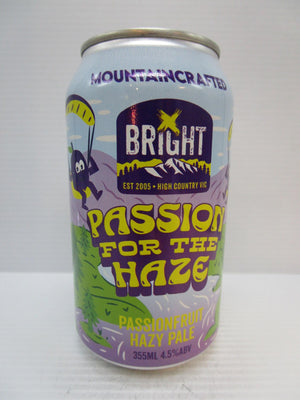 MOUNTAINCRAFTED
BRIGHT
EST 2005 • HIGH COUNTRY VIC
PASSION
FOR THE
HAZE
PASSIONFRUIT
HAZY PALE
355ML 4.5%ABV